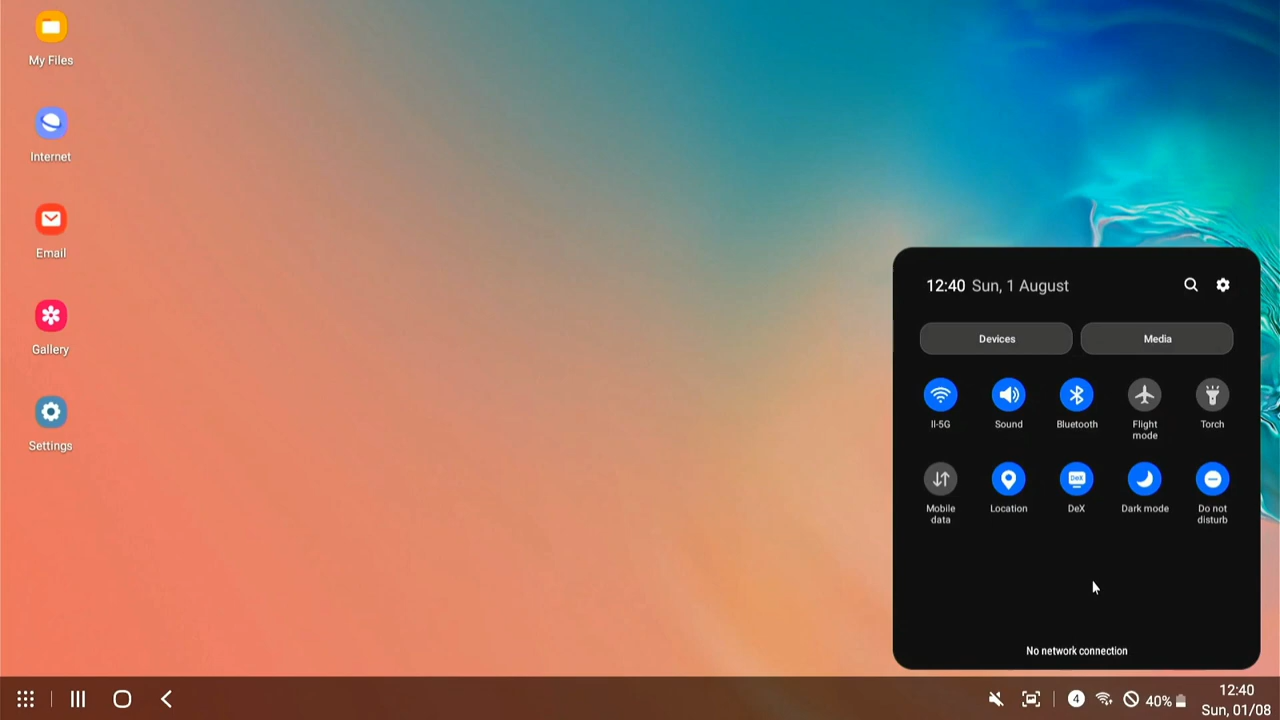 My Files
Internet
Email
Gallery
Settings
12:40 Sun, 1 August
Devices
Media
II-5G
Sound
Bluetooth
Flight
mode
Torch
Mobile
data
Location
DeX
DeX
Dark mode
Do not
disturb
No network connection
4
40%
12:40
Sun, 01/08